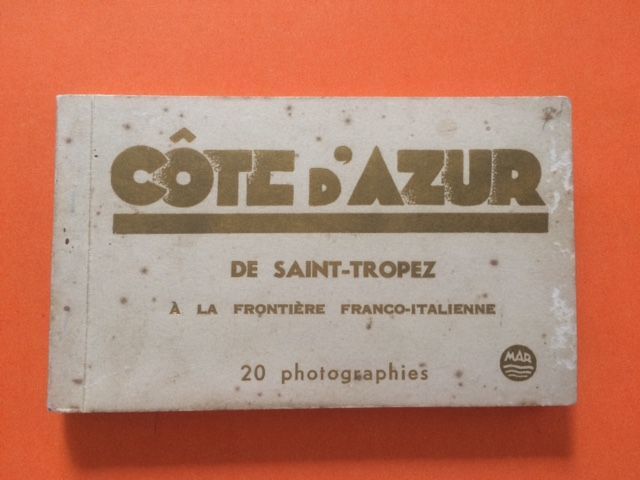 CÔTE D'AZUR
DE SAINT-TROPEZ
À LA FRONTIÈRE FRANCO-ITALIENNE
20 photographies
MAR